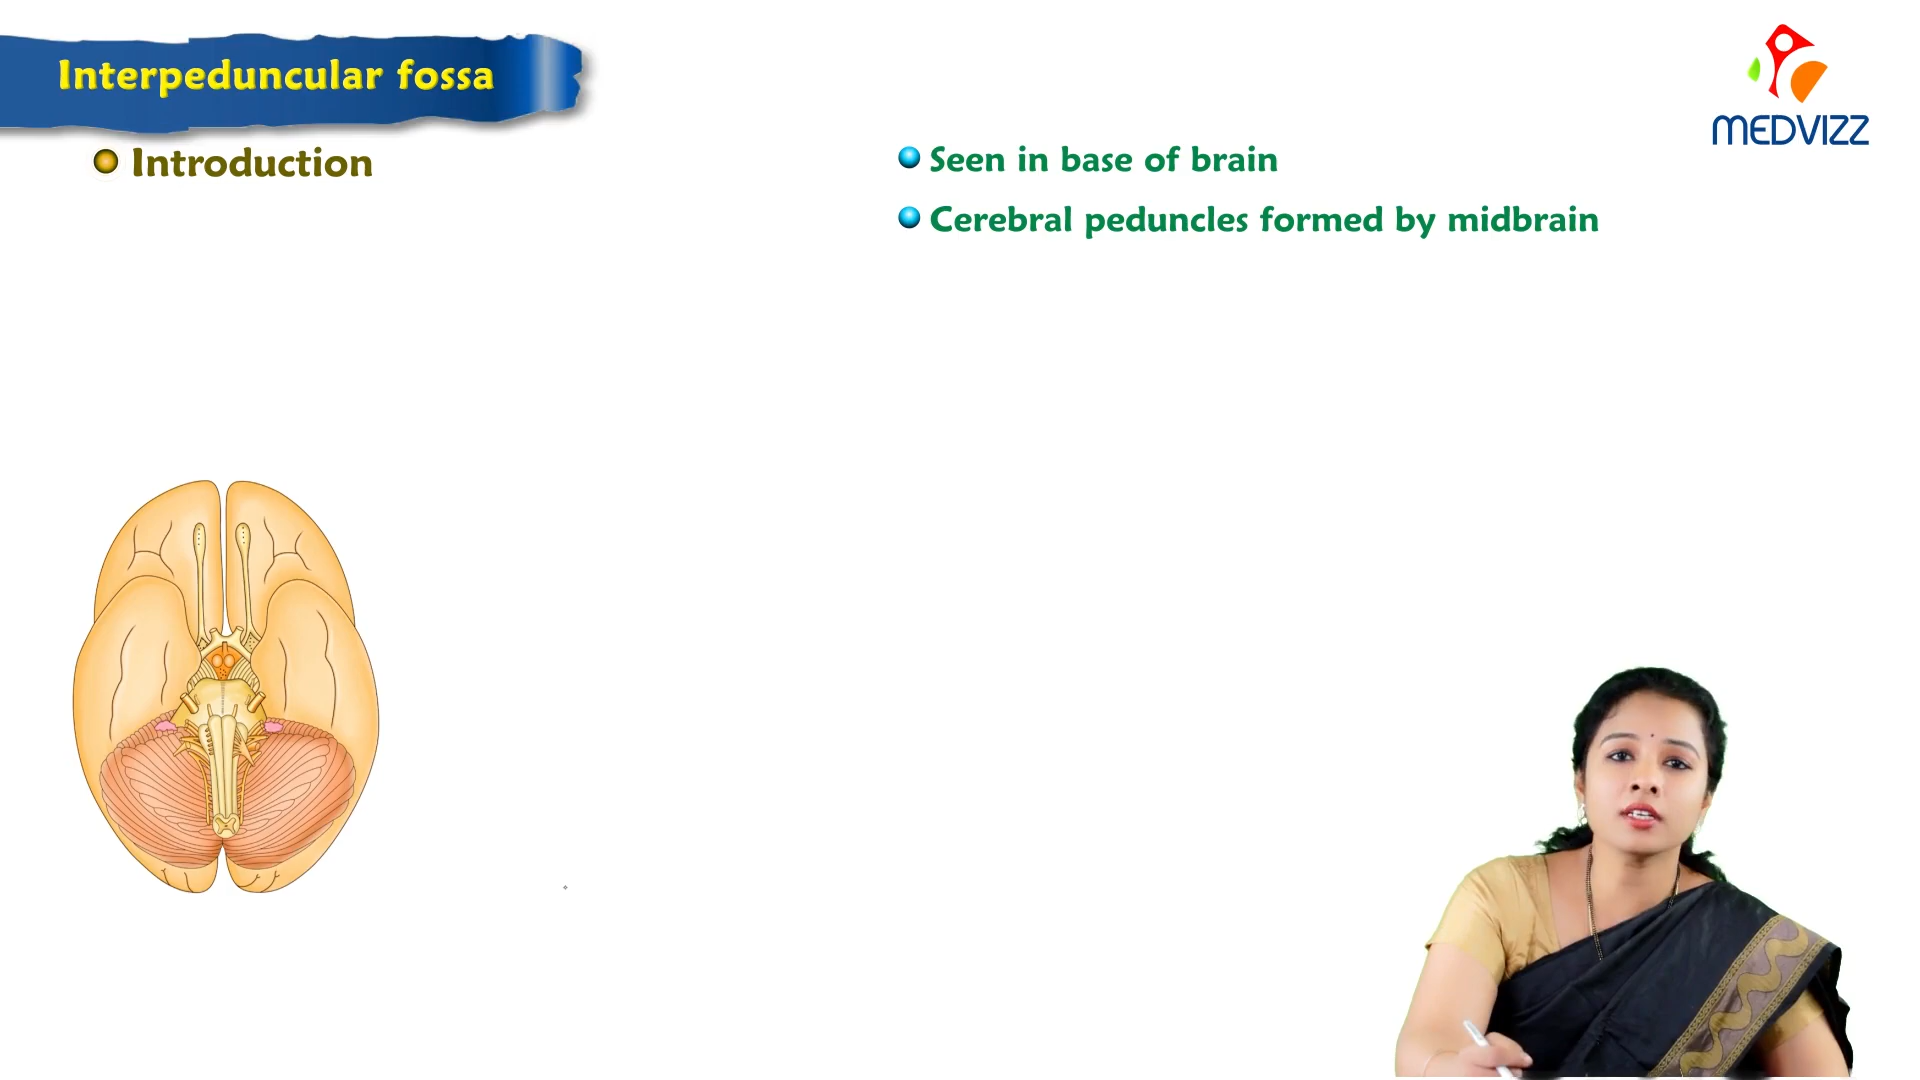 Interpeduncular fossa
MEDVIZZ
Introduction
Seen in base of brain
Cerebral peduncles formed by midbrain